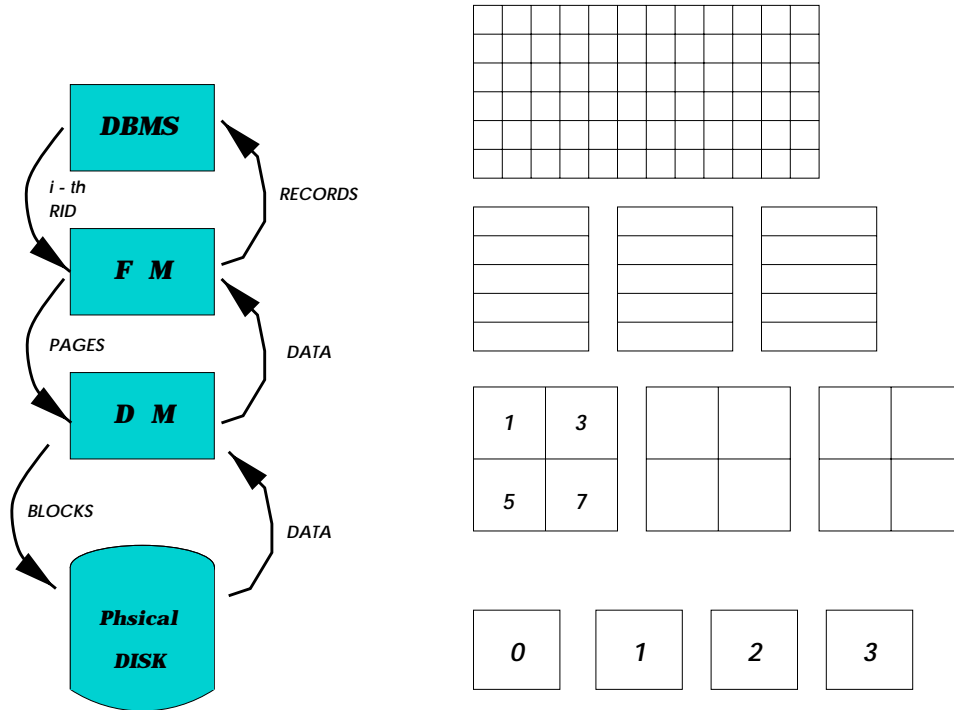 DBMS
i - th
RID
RECORDS
F M
PAGES
DATA
D M
1 3
5 7
BLOCKS
DATA
Phsical
DISK
0 1 2 3